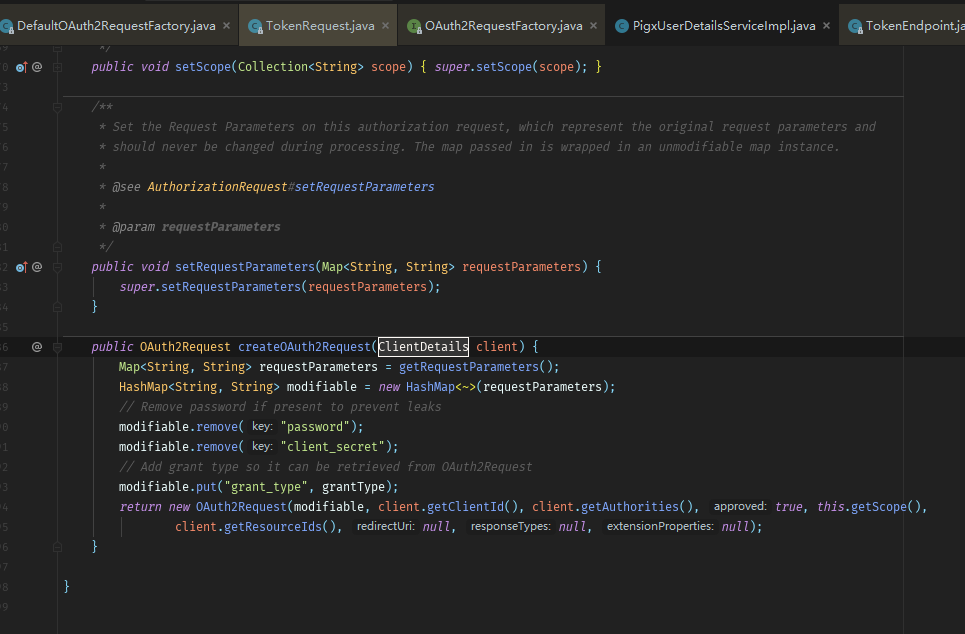 DefaultOAuth2RequestFactory.java × TokenRequest.java × OAuth2RequestFactory.java × PigxUserDetailsServiceImpl.java × TokenEndpoint.ja
*/
public void setScope(Collection<String> scope) { super.setScope(scope); }
/**
* Set the Request Parameters on this authorization request, which represent the original request parameters and
* should never be changed during processing. The map passed in is wrapped in an unmodifiable map instance.
*
* @see AuthorizationRequest#setRequestParameters
*
* @param requestParameters
*/
public void setRequestParameters(Map<String, String> requestParameters) {
super.setRequestParameters(requestParameters);
}
public OAuth2Request createOAuth2Request(ClientDetails client) {
Map<String, String> requestParameters = getRequestParameters();
HashMap<String, String> modifiable = new HashMap<~>(requestParameters);
// Remove password if present to prevent leaks
modifiable.remove( key: "password");
modifiable.remove( key: "client_secret");
// Add grant type so it can be retrieved from OAuth2Request
modifiable.put("grant_type", grantType);
return new OAuth2Request(modifiable, client.getClientId(), client.getAuthorities(), approved: true, this.getScope(),
client.getResourceIds(), redirectUri: null, responseTypes: null, extensionProperties: null);
}
}